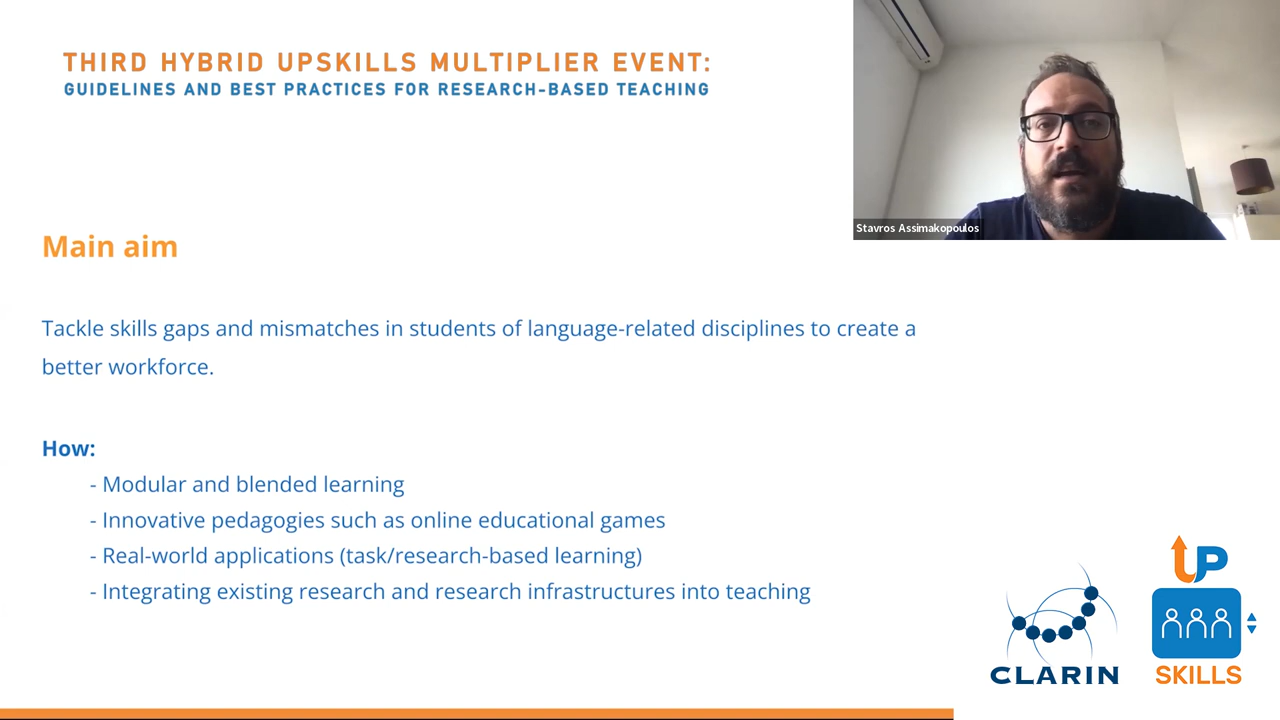 THIRD HYBRID UPSKILLS MULTIPLIER EVENT:
GUIDELINES AND BEST PRACTICES FOR RESEARCH-BASED TEACHING
Stavros Assimakopoulos
Main aim
Tackle skills gaps and mismatches in students of language-related disciplines to create a
better workforce.
How:
- Modular and blended learning
- Innovative pedagogies such as online educational games
- Real-world applications (task/research-based learning)
- Integrating existing research and research infrastructures into teaching
CLARIN
UP
SKILLS